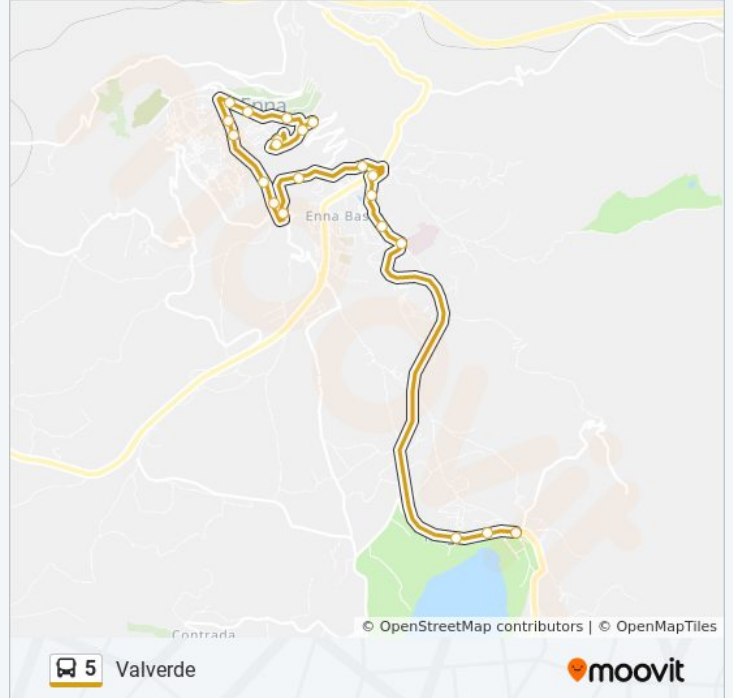 Enna
Enna Bas
Contrada
© OpenStreetMap contributors | © OpenMapTiles
5 Valverde
moovit